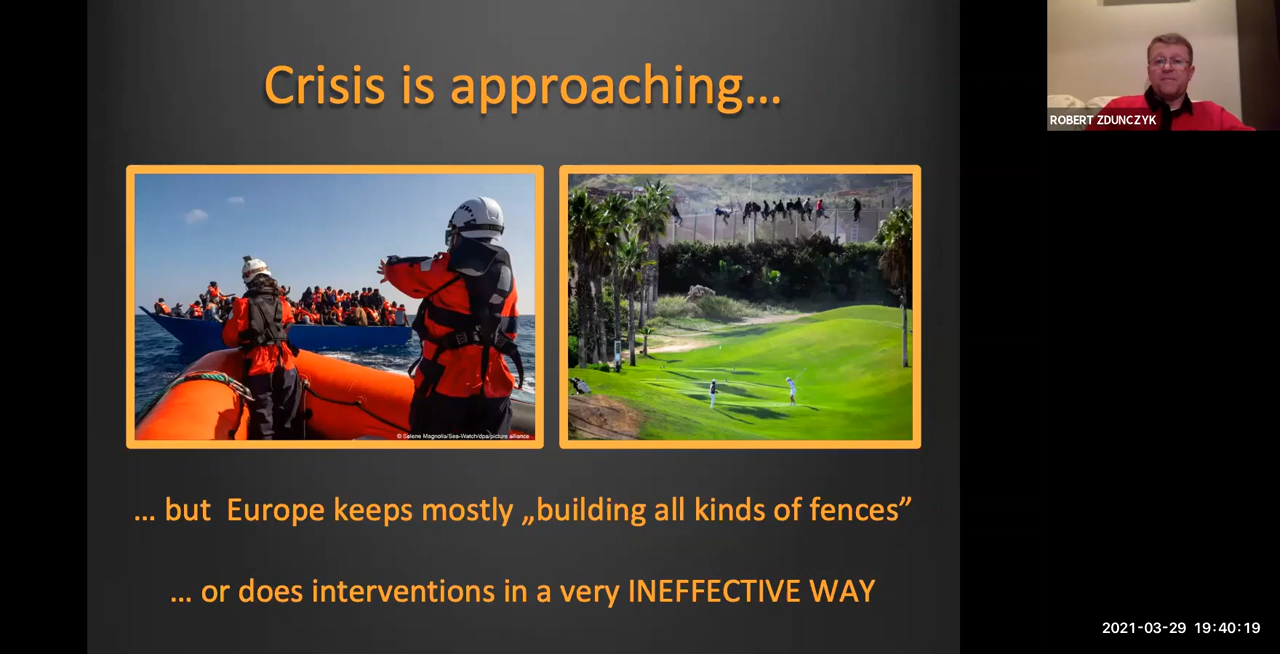 Crisis is approaching...
ROBERT ZDUNCZYK
© Selene Magnolia/Sea-Watch/dpa/picture alliance
... but Europe keeps mostly „building all kinds of fences”
... or does interventions in a very INEFFECTIVE WAY
2021-03-29 19:40:19